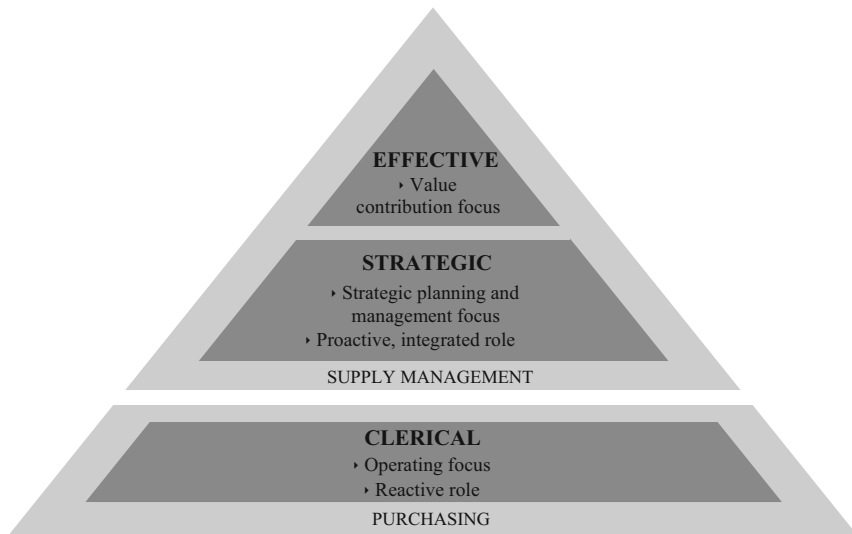 EFFECTIVE
‣ Value
contribution focus
STRATEGIC
‣ Strategic planning and
management focus
‣ Proactive, integrated role
SUPPLY MANAGEMENT
CLERICAL
‣ Operating focus
‣ Reactive role
PURCHASING